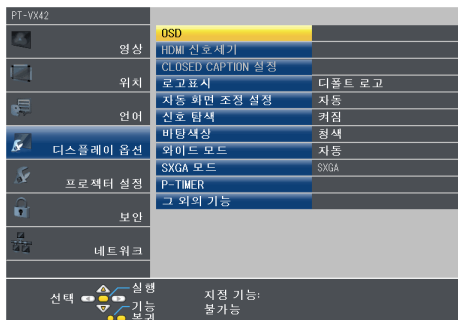 PT-VX42
영상
위치
언어
디스플레이 옵션
프로젝터 설정
보안
네트워크
OSD
HDMI 신호세기
CLOSED CAPTION 설정
로고표시 디폴트 로고
자동 화면 조정 설정 자동
신호 탐색 켜짐
바탕색상 청색
와이드 모드 자동
SXGA 모드 SXGA
P-TIMER
그 외의 기능
선택 실행
기능
복귀
지정 기능:
불가능